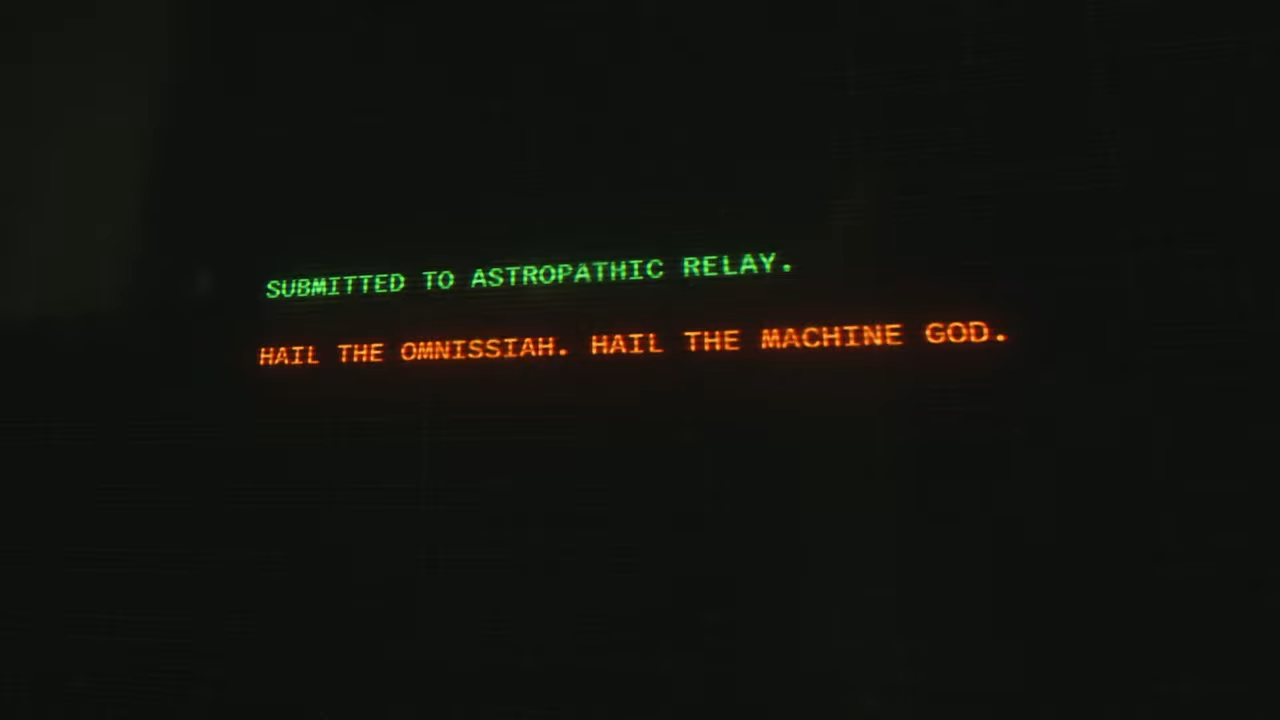 SUBMITTED TO ASTROPATHIC RELAY.
HAIL THE OMNISSIAH. HAIL THE MACHINE GOD.